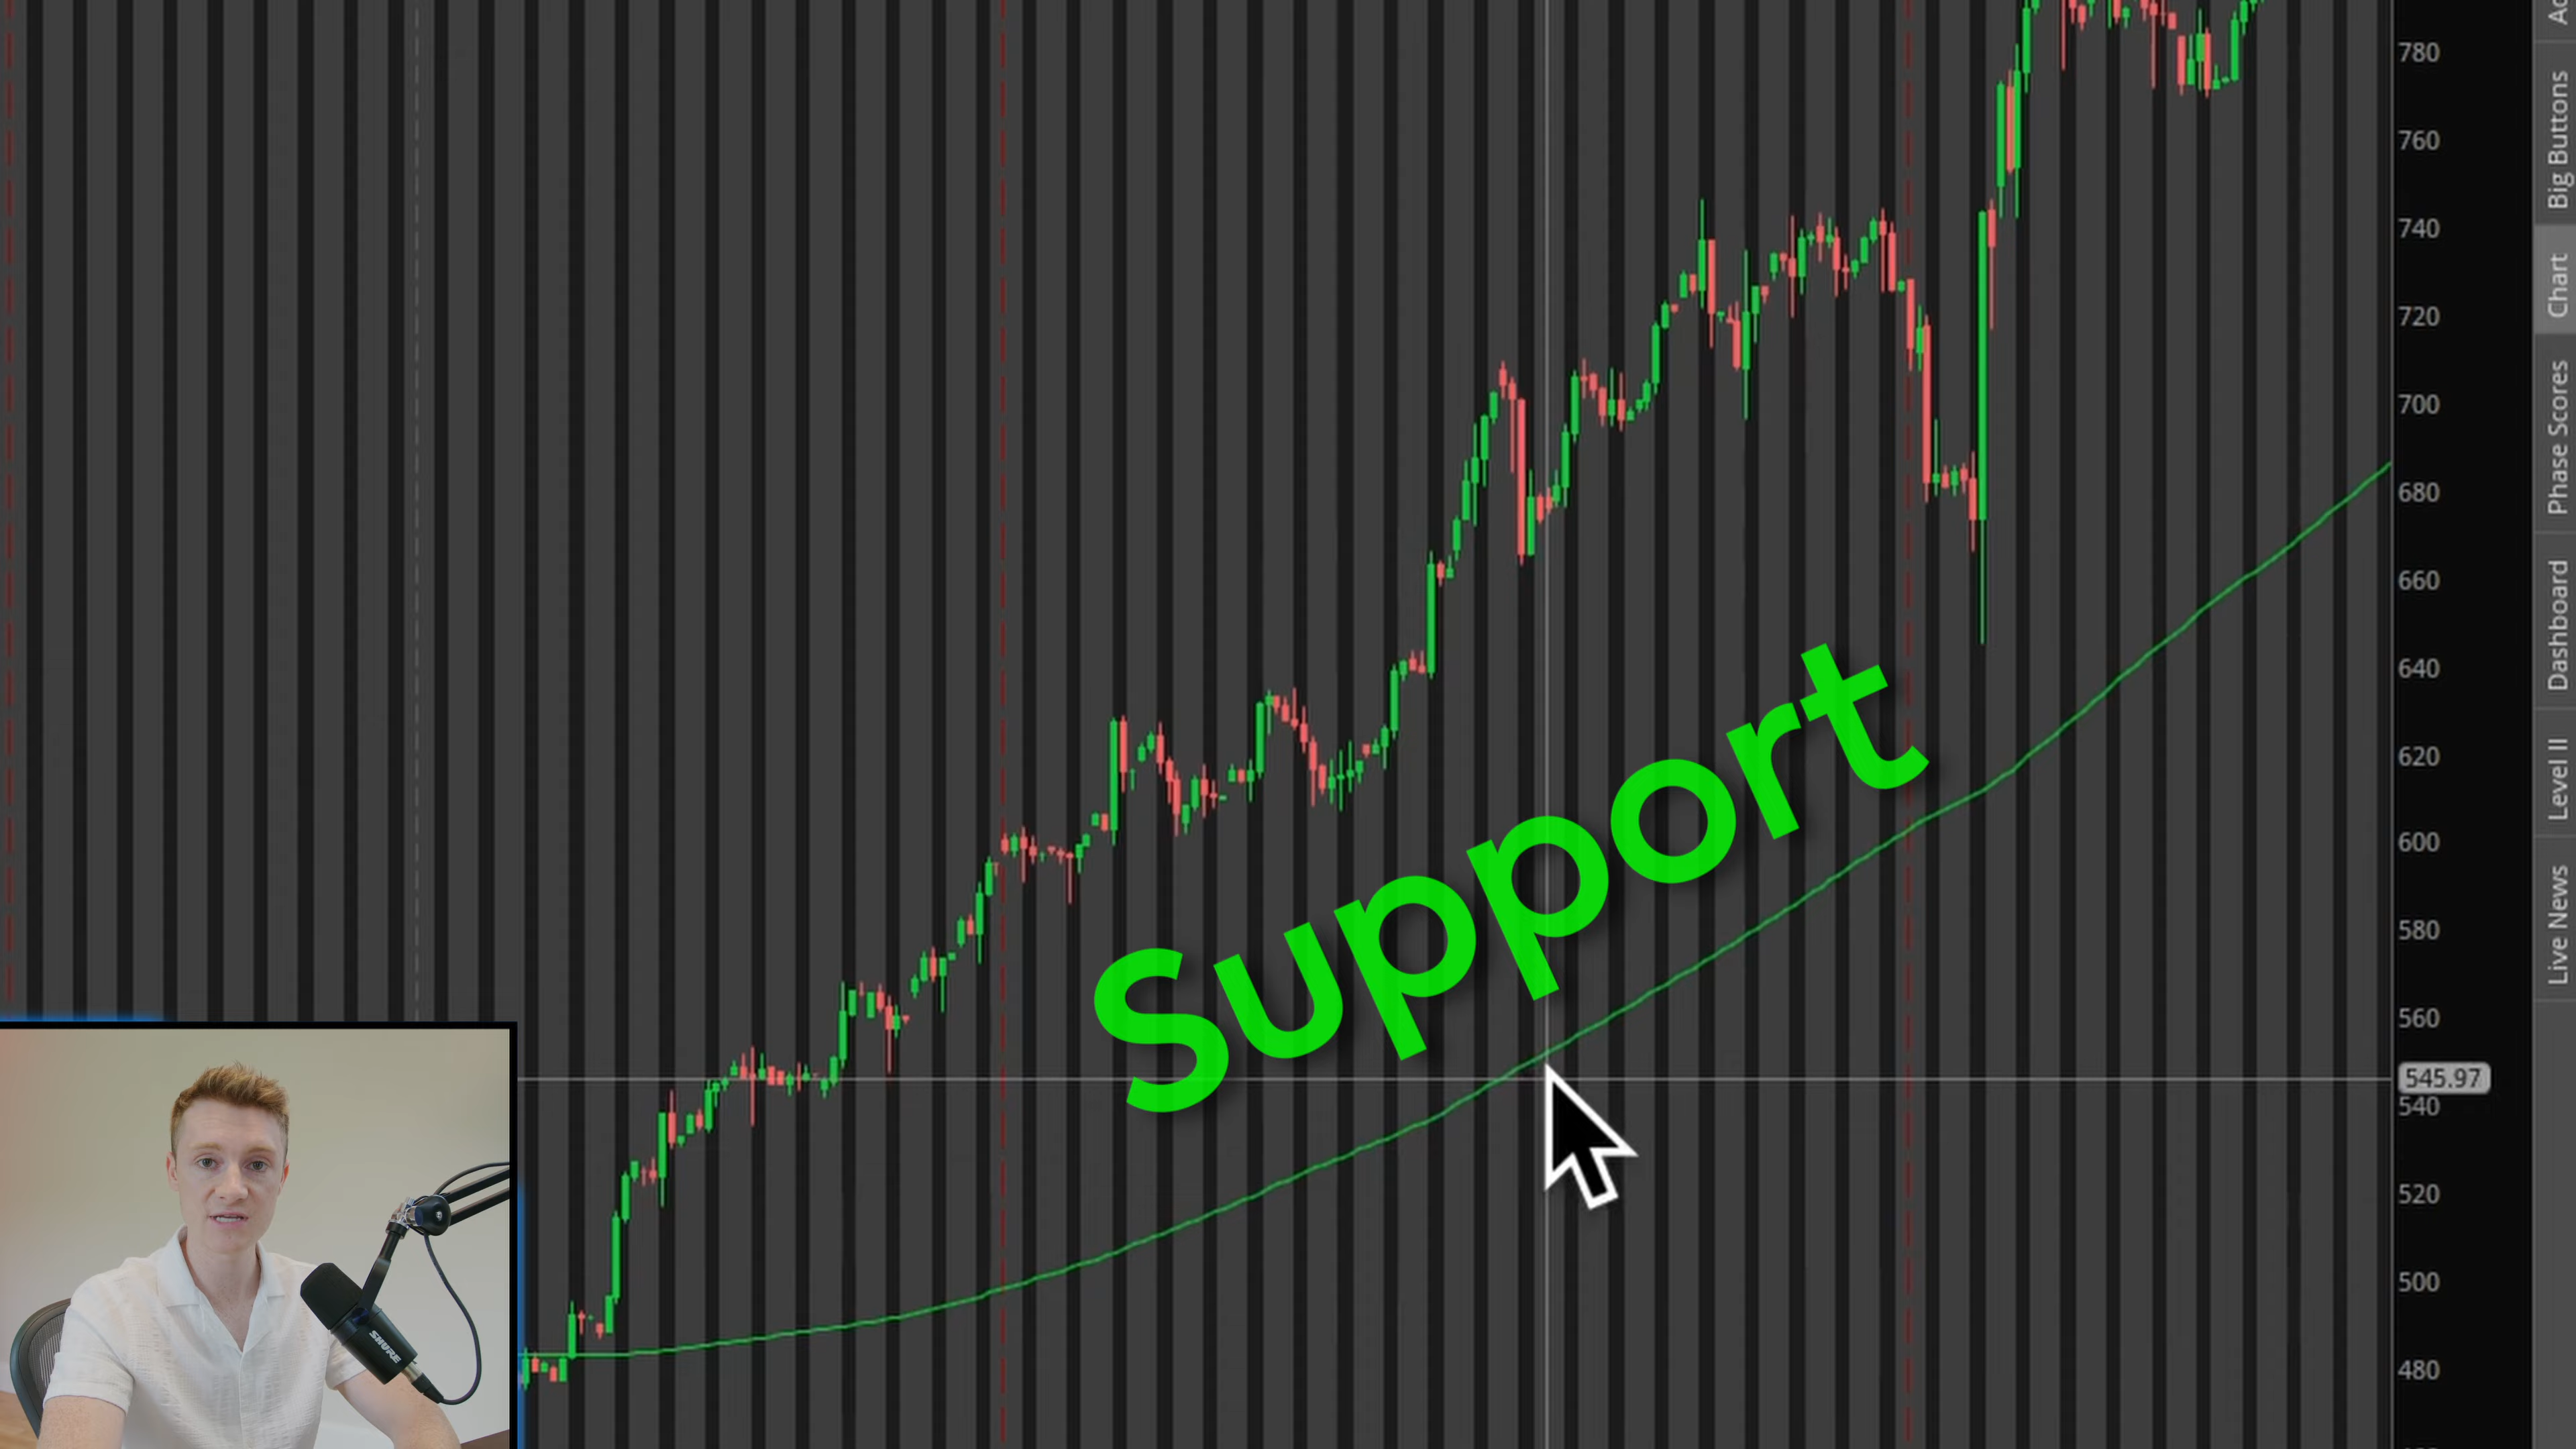 780
760
740
720
700
680
660
640
620
600
580
560
545.97
540
520
500
480
Big Buttons
Chart
Phase Scores
Dashboard
Level II
Live News
Support
SHURE